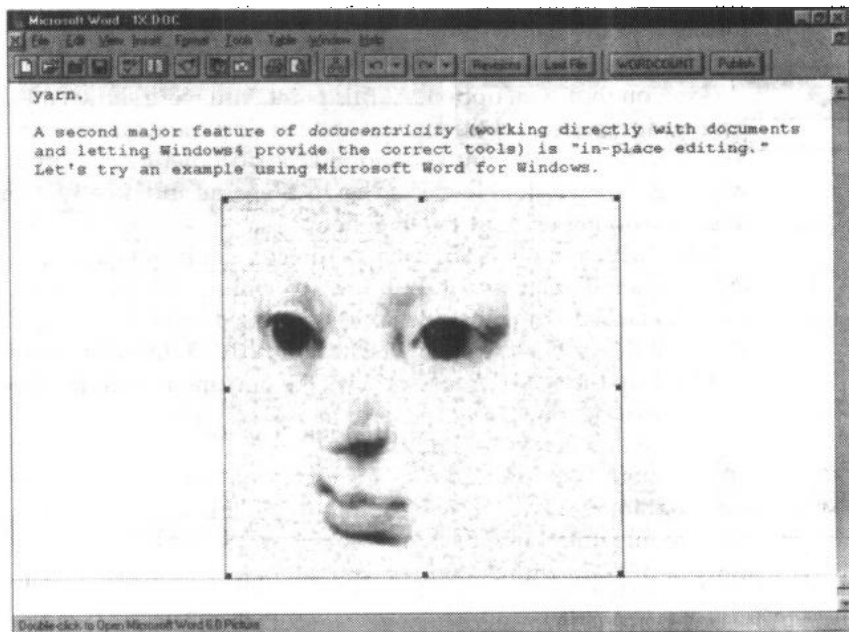 Microsoft Word - 1X.DOC
File Edit View Insert Format Tools Table Window Help
Revisions Last File WORDCOUNT Publish
yarn.
A second major feature of docucentricity (working directly with documents
and letting Windows4 provide the correct tools) is "in-place editing."
Let's try an example using Microsoft Word for Windows.
Double-click to Open Microsoft Word 6.0 Picture